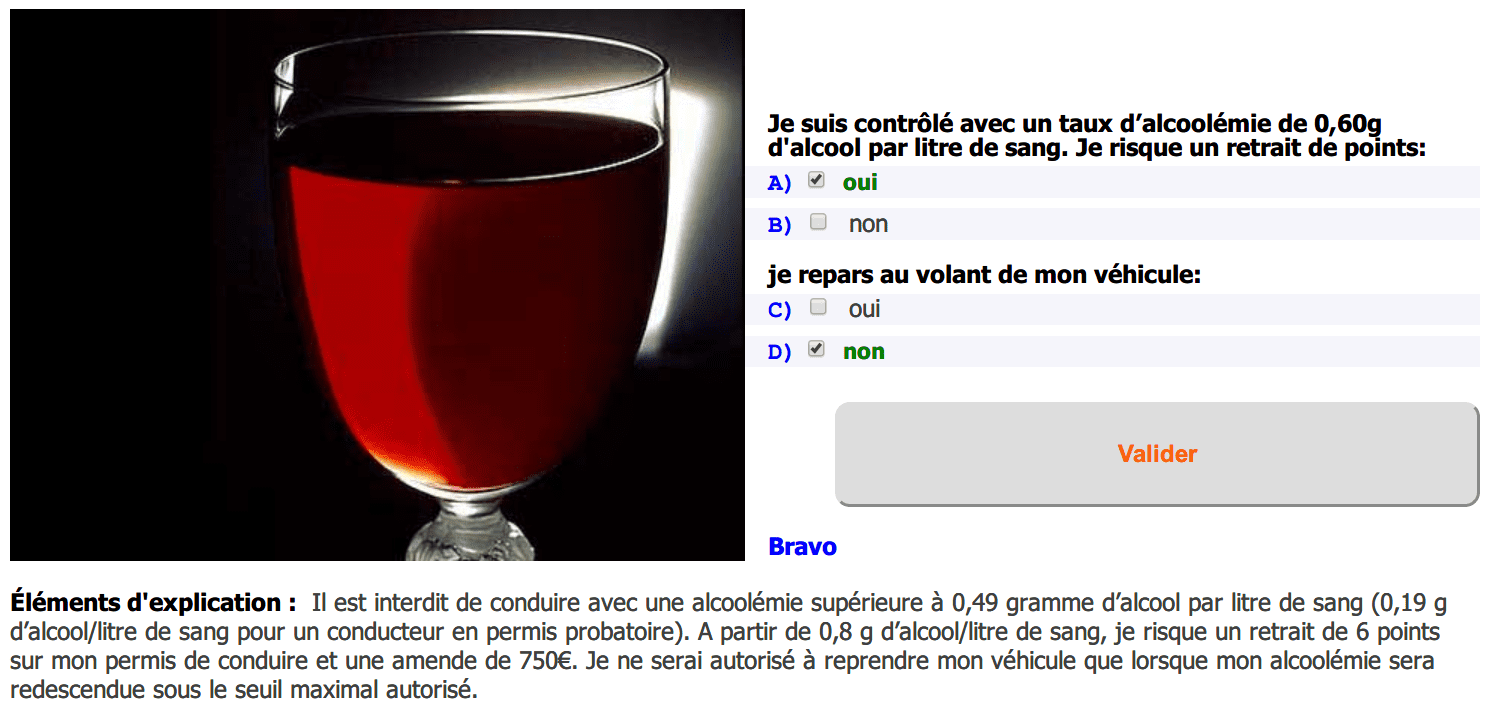 Je suis contrôlé avec un taux d’alcoolémie de 0,60g
d'alcool par litre de sang. Je risque un retrait de points:
A) oui
B) non
je repars au volant de mon véhicule:
C) oui
D) non
Valider
Bravo
Éléments d'explication : Il est interdit de conduire avec une alcoolémie supérieure à 0,49 gramme d’alcool par litre de sang (0,19 g
d’alcool/litre de sang pour un conducteur en permis probatoire). A partir de 0,8 g d’alcool/litre de sang, je risque un retrait de 6 points
sur mon permis de conduire et une amende de 750€. Je ne serai autorisé à reprendre mon véhicule que lorsque mon alcoolémie sera
redescendue sous le seuil maximal autorisé.